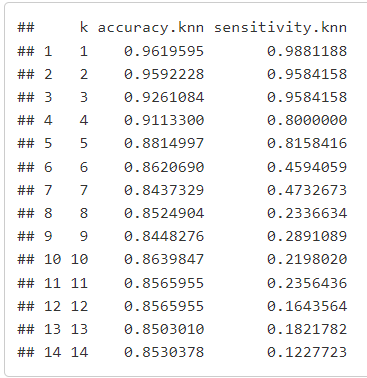 ##     k accuracy.knn sensitivity.knn
## 1   1    0.9619595       0.9881188
## 2   2    0.9592228       0.9584158
## 3   3    0.9261084       0.9584158
## 4   4    0.9113300       0.8000000
## 5   5    0.8814997       0.8158416
## 6   6    0.8620690       0.4594059
## 7   7    0.8437329       0.4732673
## 8   8    0.8524904       0.2336634
## 9   9    0.8448276       0.2891089
## 10 10    0.8639847       0.2198020
## 11 11    0.8565955       0.2356436
## 12 12    0.8565955       0.1643564
## 13 13    0.8503010       0.1821782
## 14 14    0.8530378       0.1227723